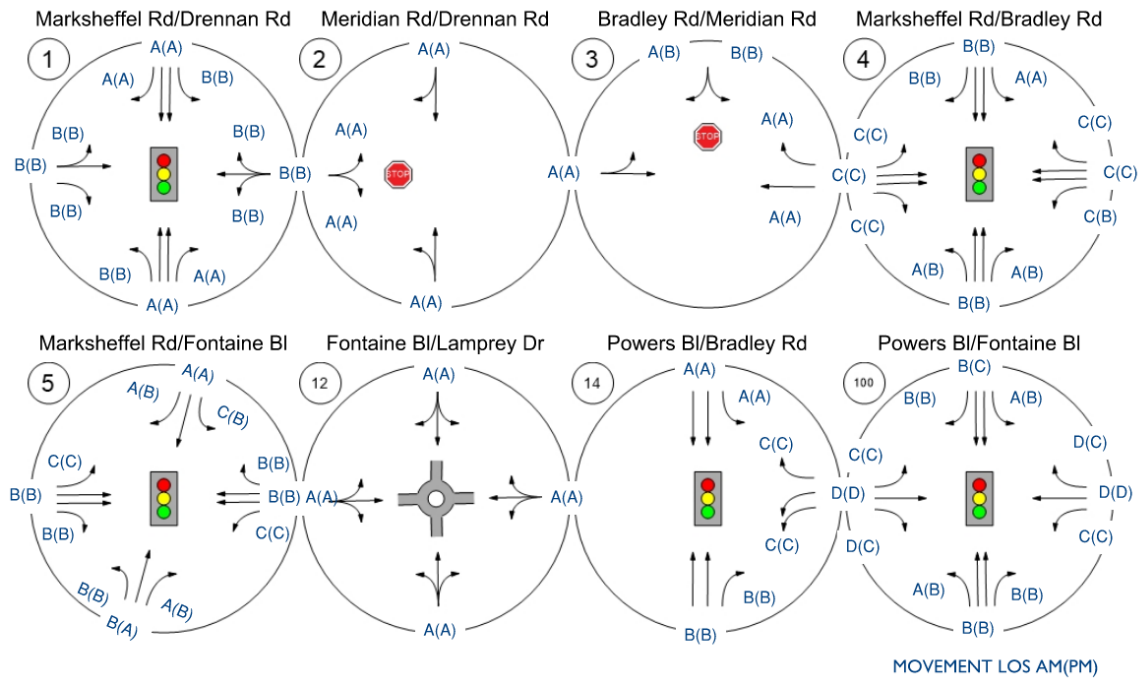 Marksheffel Rd/Drennan Rd
1
A(A)
A(A)
B(B)
B(B)
B(B)
B(B)
B(B)
B(B)
B(B)
B(B)
A(A)
A(A)
Meridian Rd/Drennan Rd
2
A(A)
A(A)
STOP
A(A)
A(A)
Bradley Rd/Meridian Rd
3
A(B)
B(B)
STOP
A(A)
A(A)
A(A)
Marksheffel Rd/Bradley Rd
4
B(B)
B(B)
A(A)
C(C)
C(C)
C(C)
C(C)
C(C)
C(B)
A(B)
A(B)
B(B)
Marksheffel Rd/Fontaine Bl
5
A(A)
A(B)
C(B)
C(C)
B(B)
B(B)
B(B)
B(B)
C(C)
B(B)
A(B)
B(A)
Fontaine Bl/Lamprey Dr
12
A(A)
A(A)
A(A)
A(A)
Powers Bl/Bradley Rd
14
A(A)
A(A)
C(C)
D(D)
C(C)
B(B)
B(B)
Powers Bl/Fontaine Bl
100
B(C)
B(B)
A(B)
D(C)
C(C)
D(D)
D(C)
C(C)
A(B)
B(B)
B(B)
MOVEMENT LOS AM(PM)